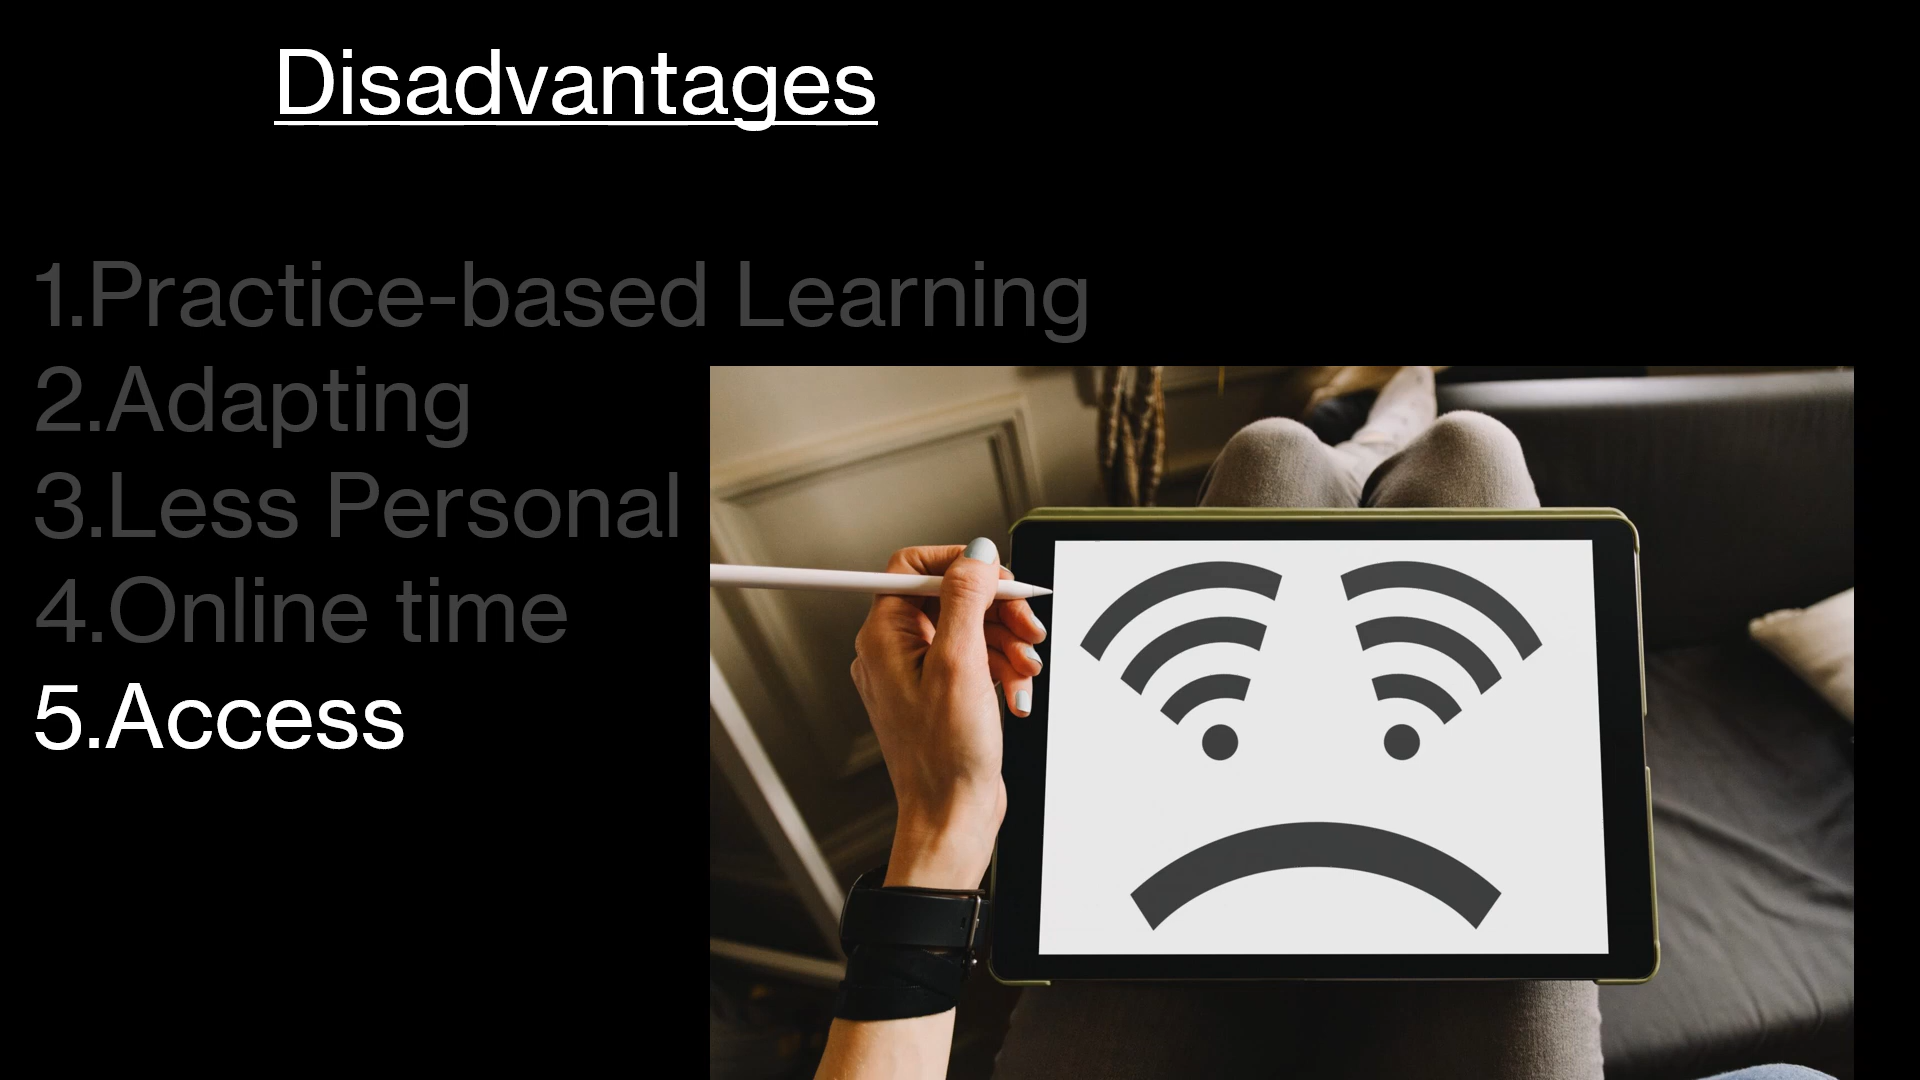 Disadvantages
1.Practice-based Learning
2.Adapting
3.Less Personal
4.Online time
5.Access